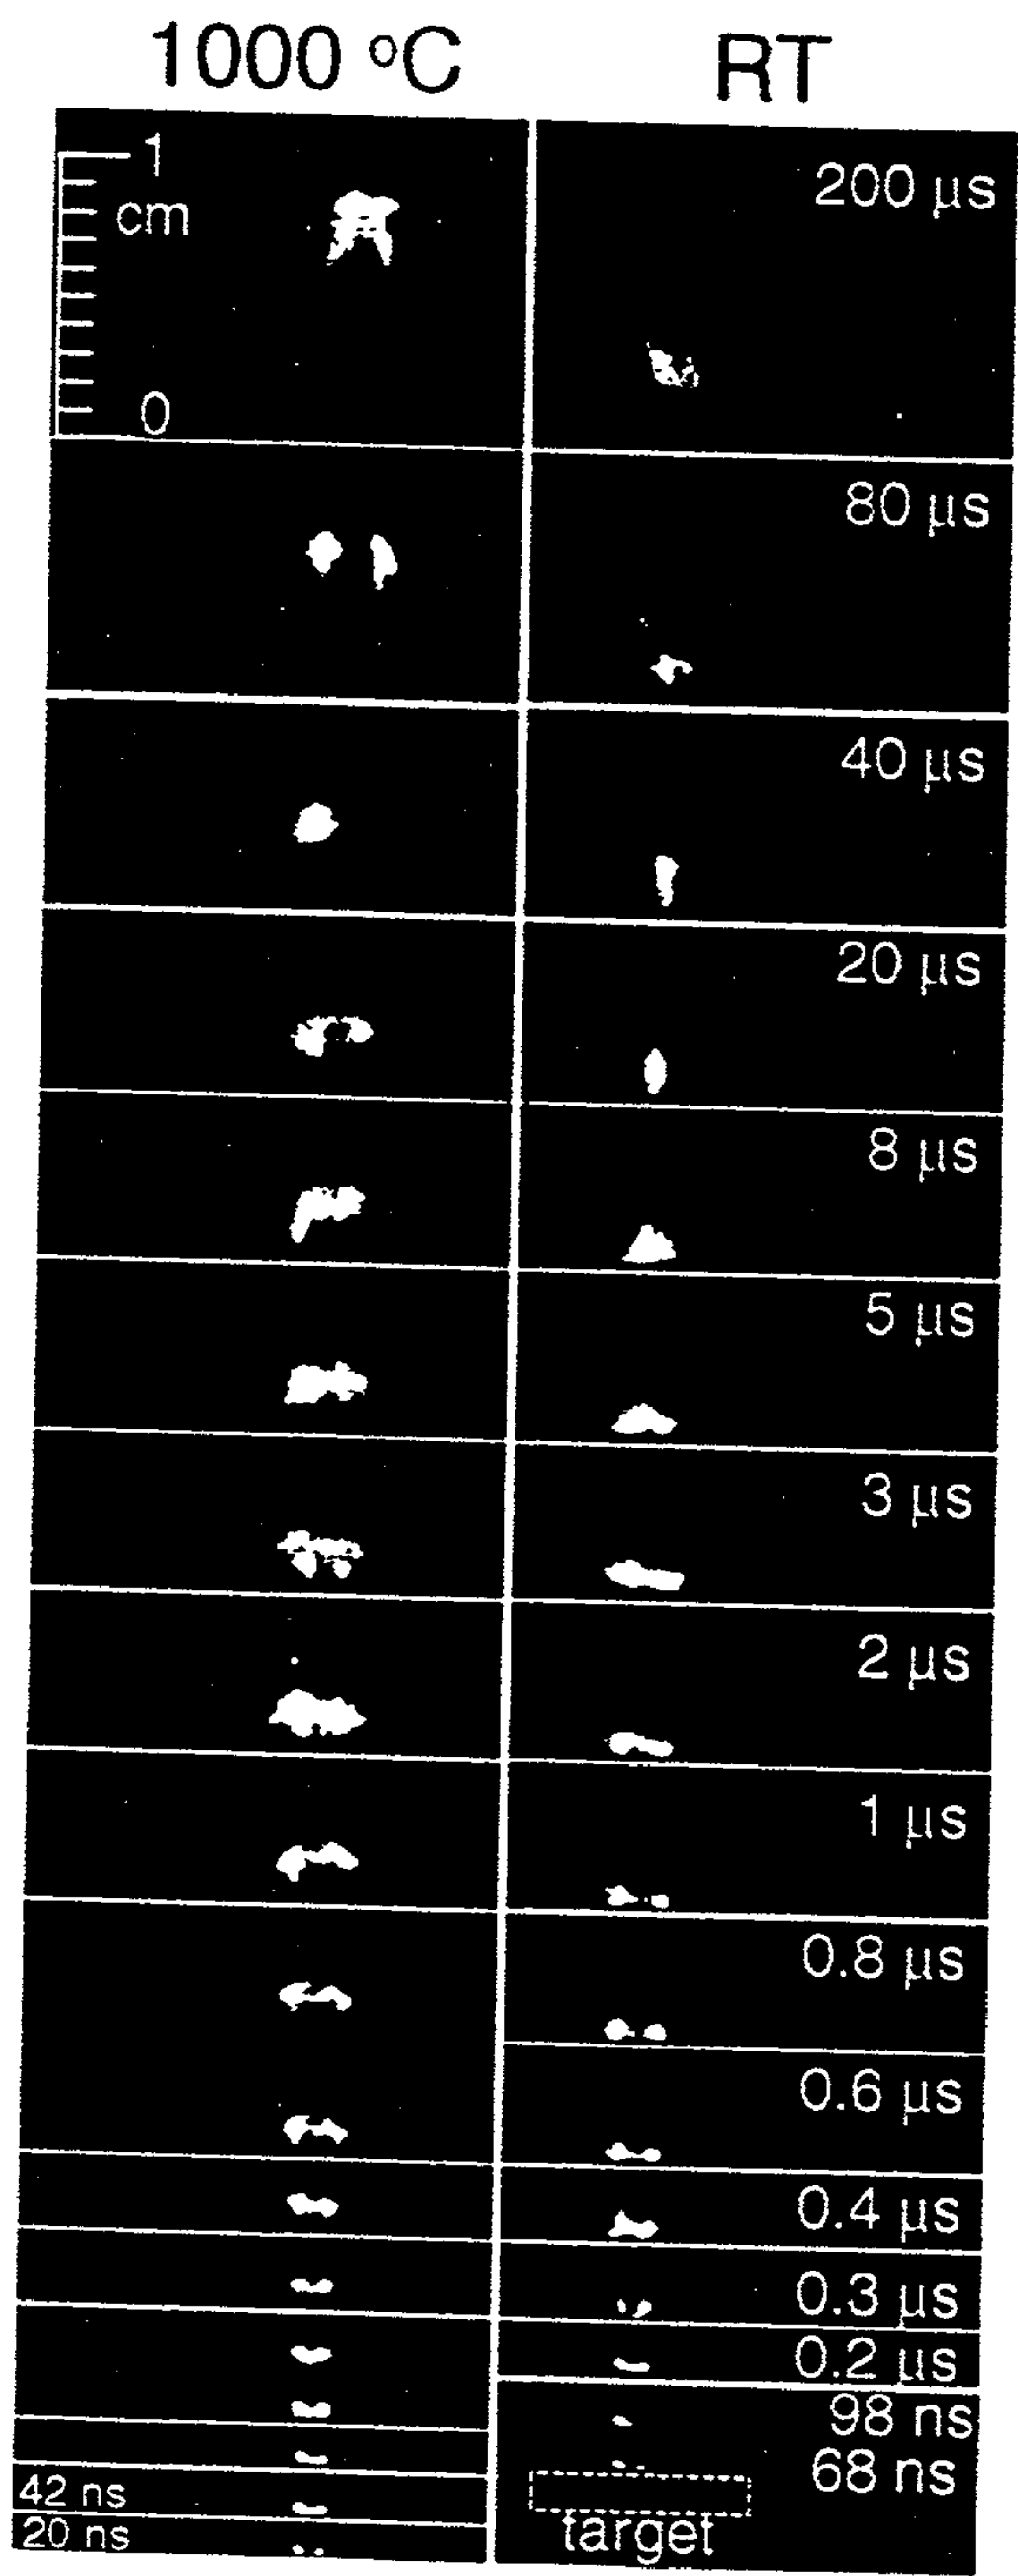 1000 °C RT
1
cm
0
200 µs
80 µs
40 µs
20 µs
8 µs
5 µs
3 µs
2 µs
1 µs
0.8 µs
0.6 µs
0.4 µs
0.3 µs
0.2 µs
98 ns
68 ns
target
42 ns
20 ns